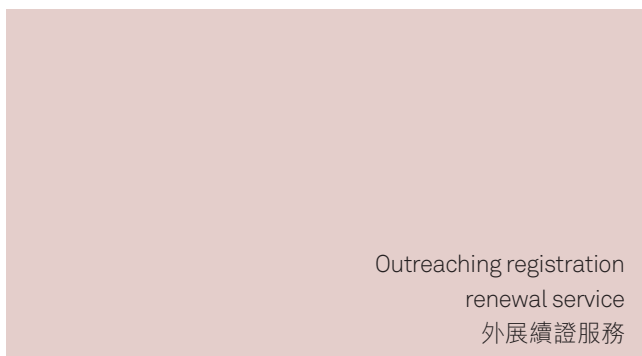 Outreaching registration
renewal service
外展續證服務